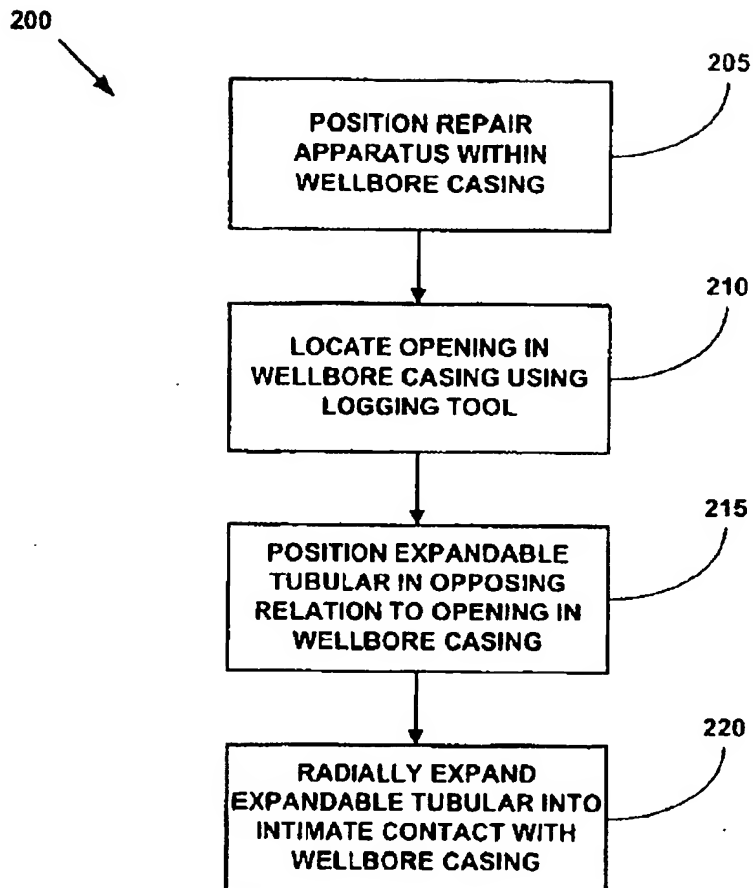 200
205
POSITION REPAIR
APPARATUS WITHIN
WELLBORE CASING
210
LOCATE OPENING IN
WELLBORE CASING USING
LOGGING TOOL
215
POSITION EXPANDABLE
TUBULAR IN OPPOSING
RELATION TO OPENING IN
WELLBORE CASING
220
RADIALLY EXPAND
EXPANDABLE TUBULAR INTO
INTIMATE CONTACT WITH
WELLBORE CASING